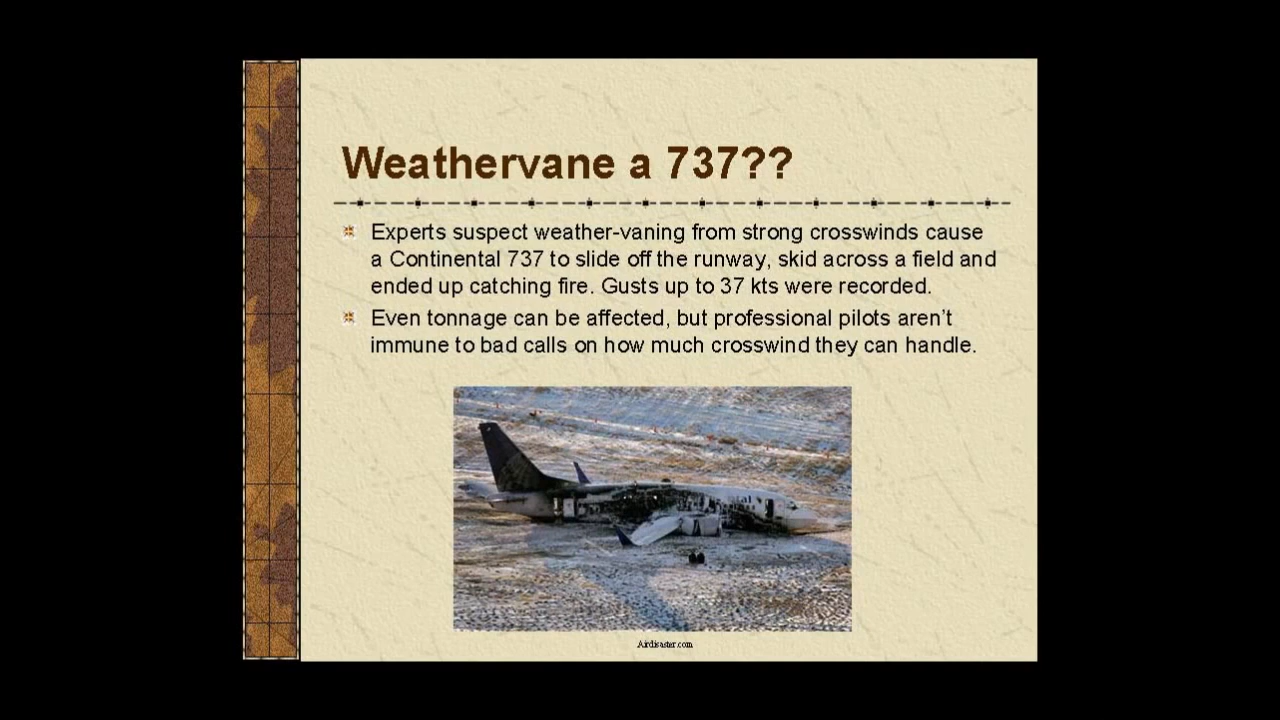 Weathervane a 737??
Experts suspect weather-vaning from strong crosswinds cause
a Continental 737 to slide off the runway, skid across a field and
ended up catching fire. Gusts up to 37 kts were recorded.
Even tonnage can be affected, but professional pilots aren’t
immune to bad calls on how much crosswind they can handle.
Airdisaster.com